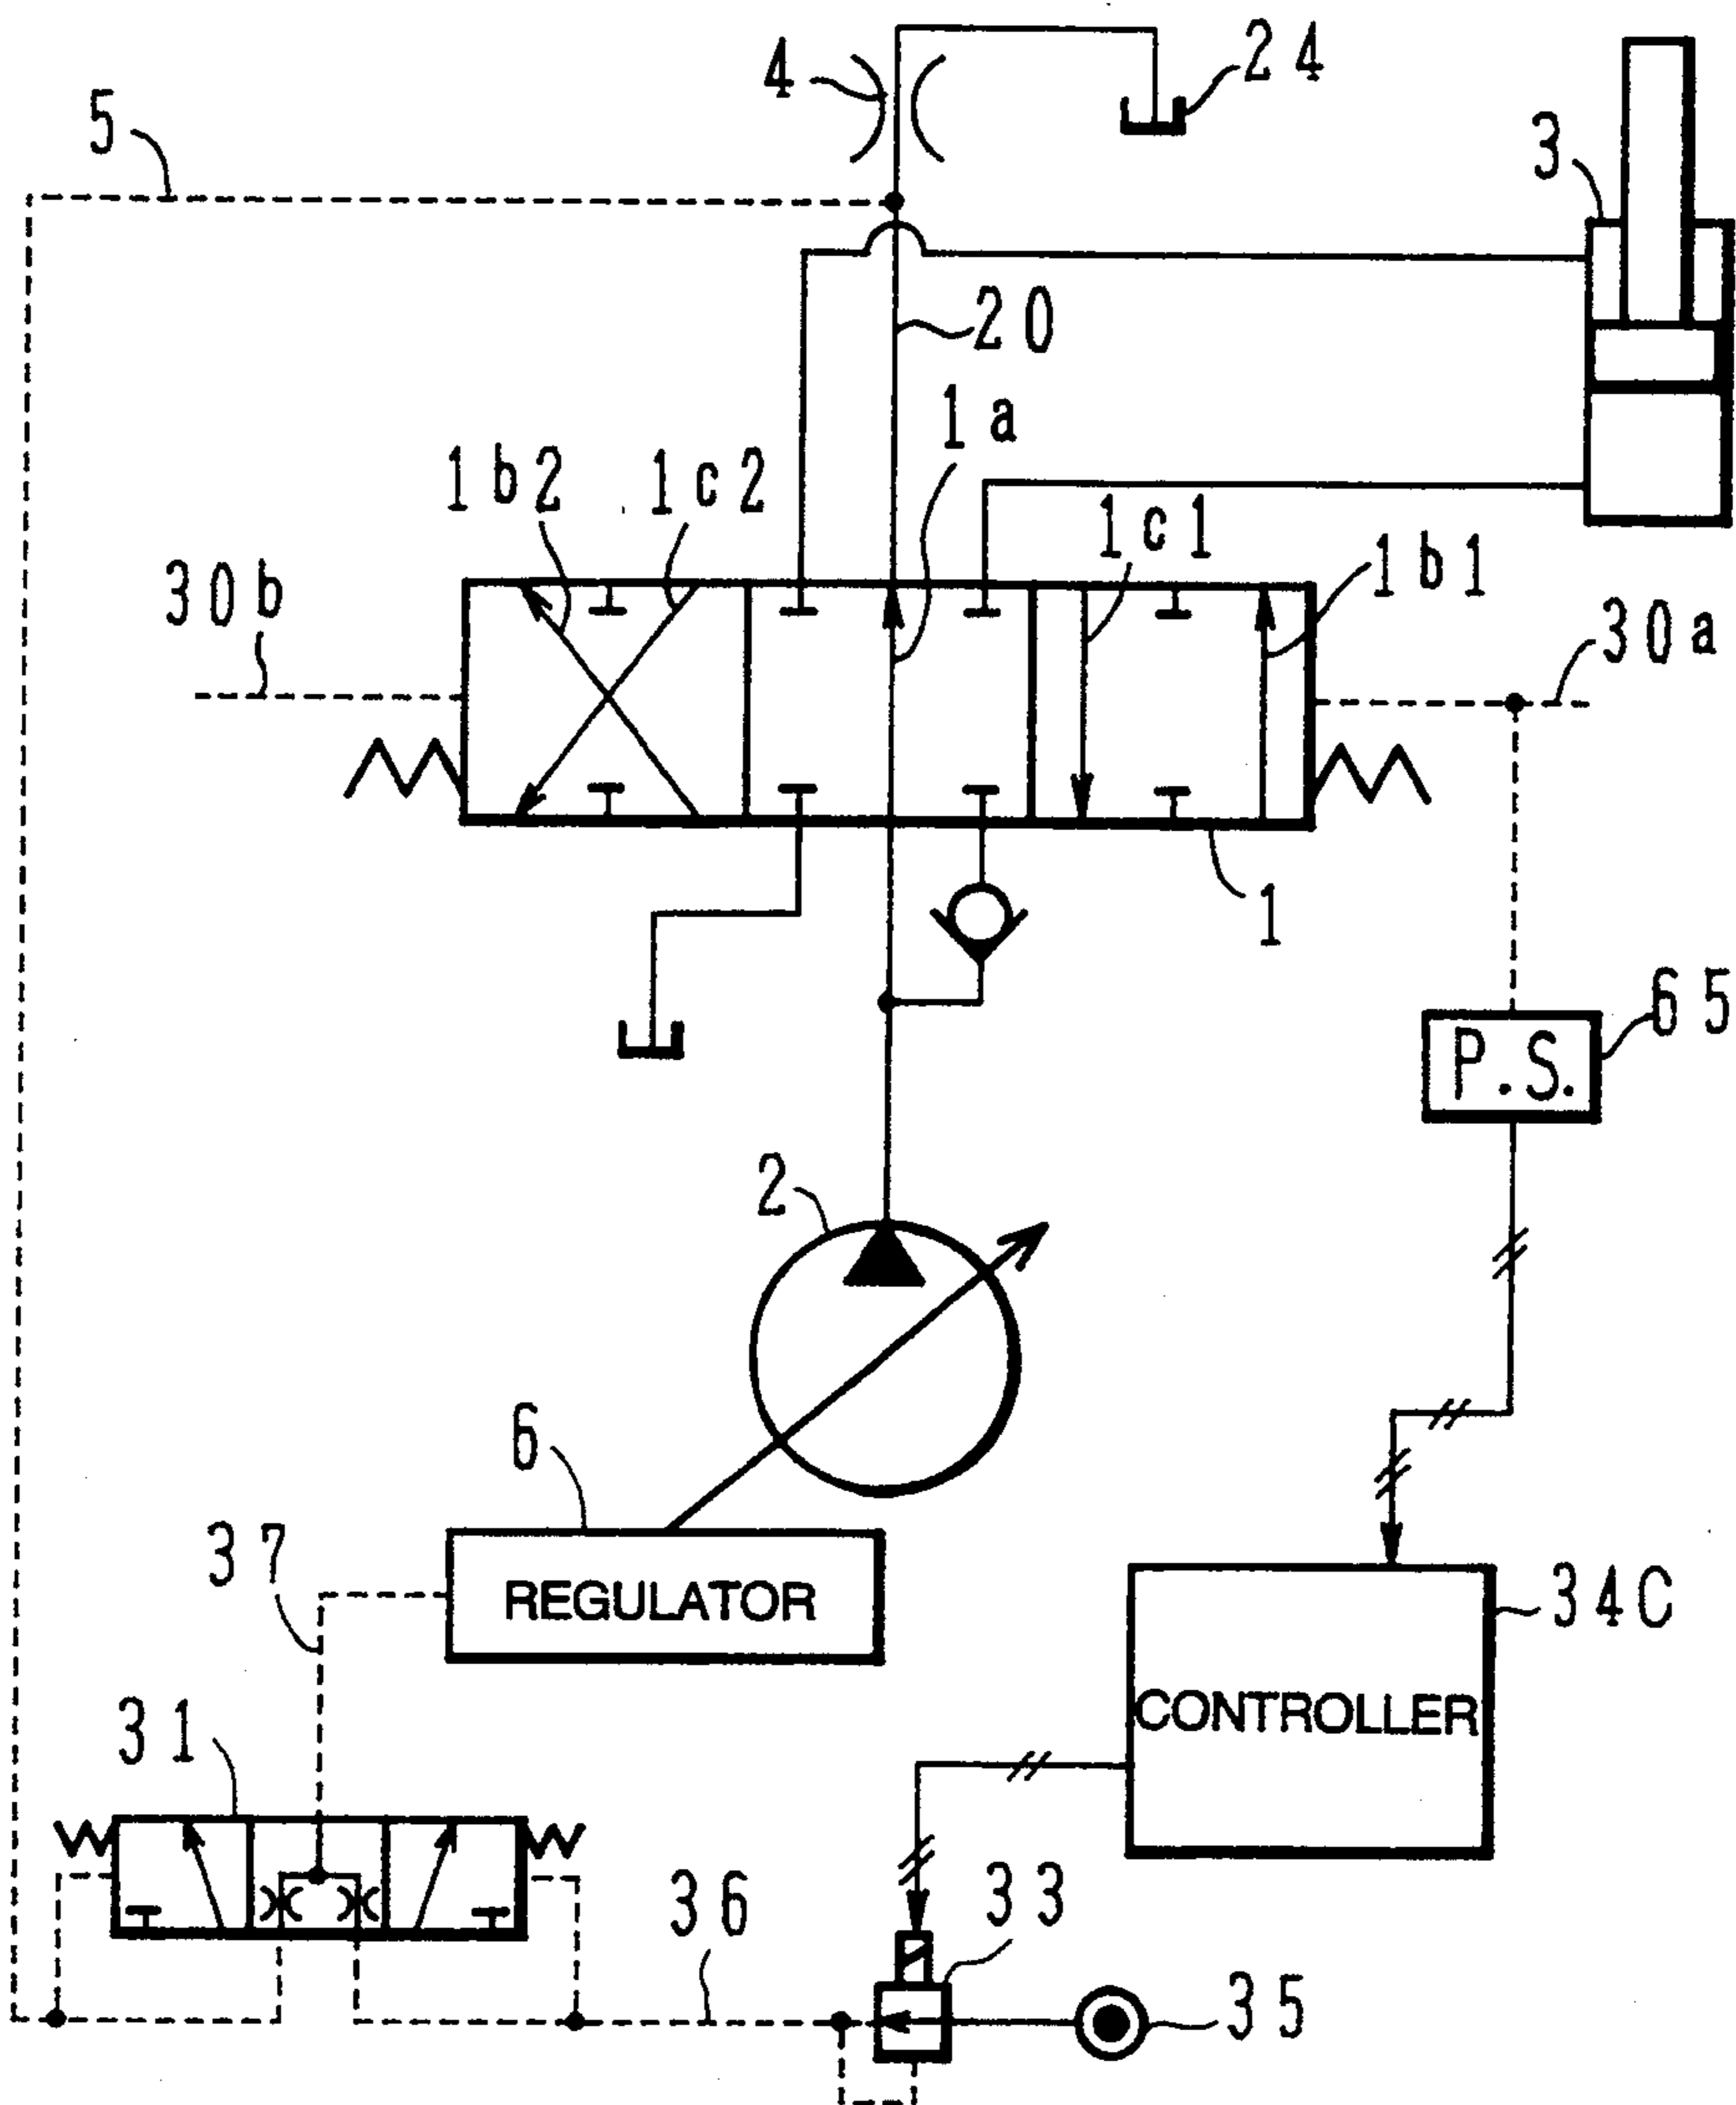 4
24
5
3
20
1a
1b2
1c2
1c1
1b1
30b
30a
1
65
P.S.
2
6
37
REGULATOR
34C
CONTROLLER
31
36
33
35